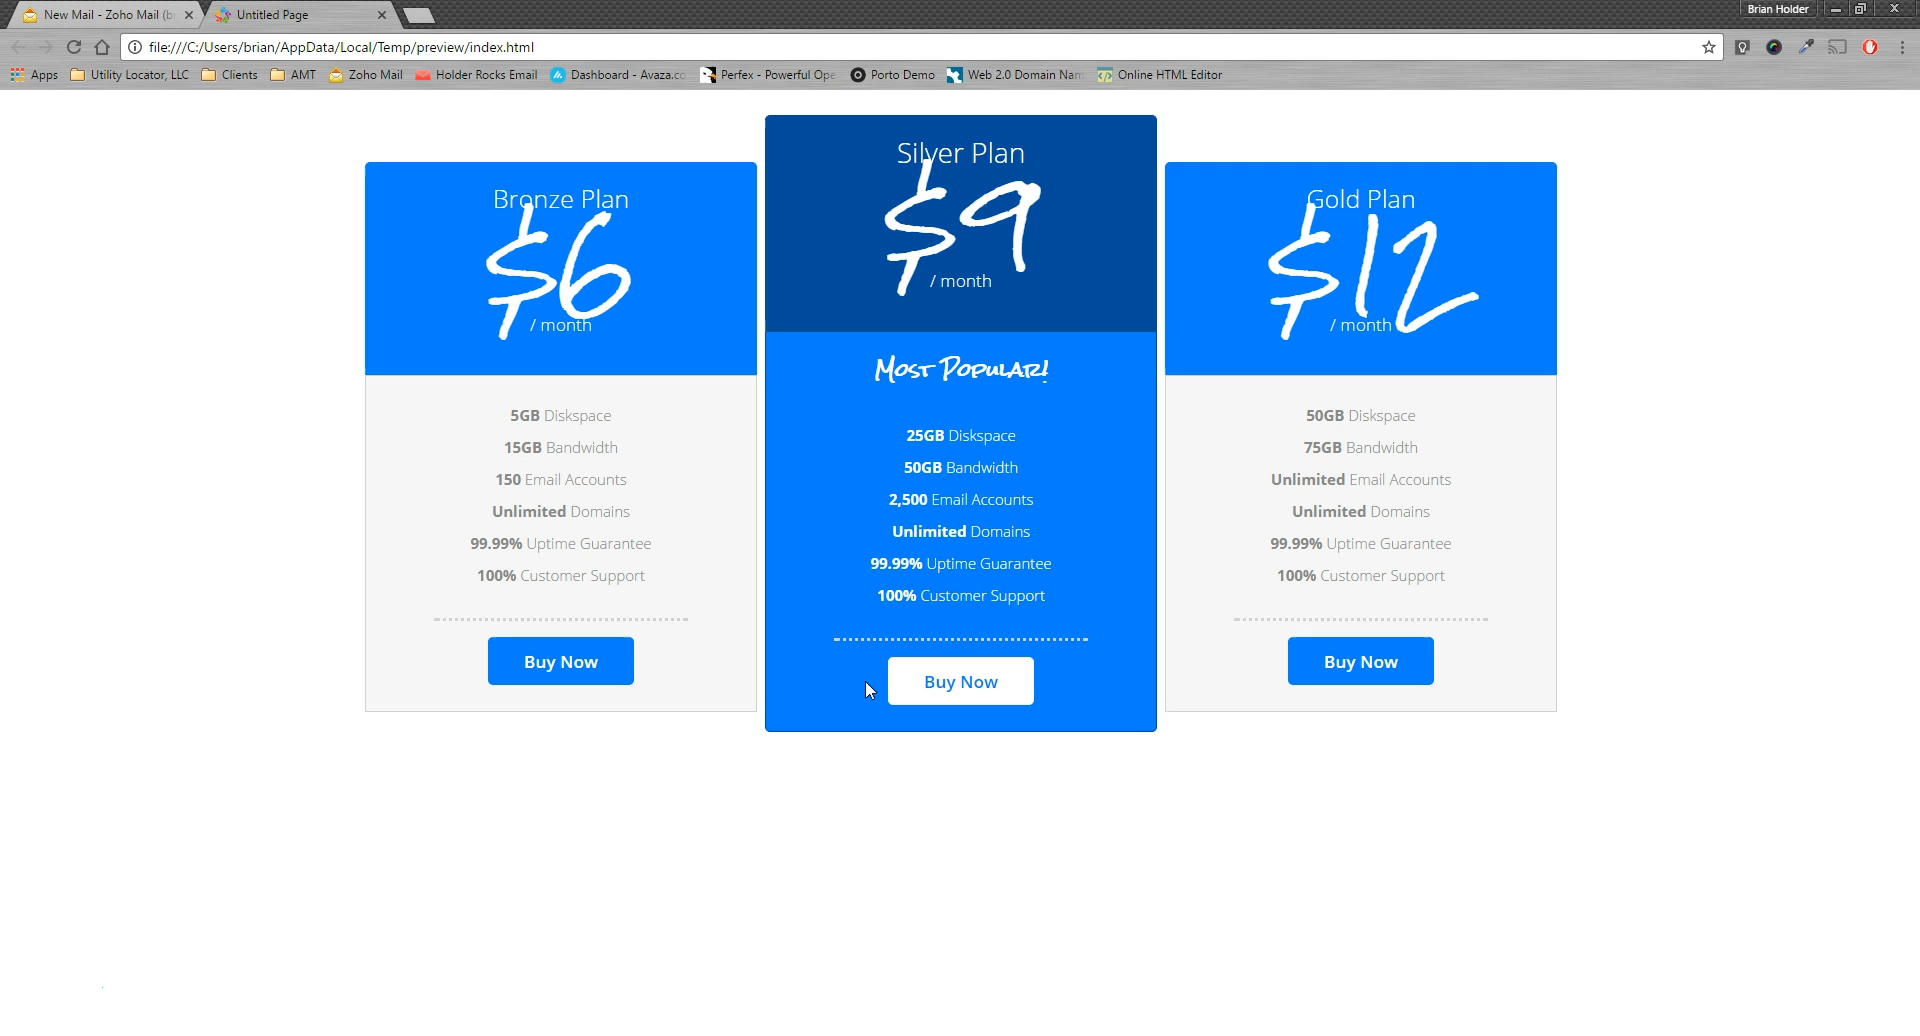 New Mail - Zoho Mail (b
Untitled Page
Brian Holder
file:///C:/Users/brian/AppData/Local/Temp/preview/index.html
Apps
Utility Locator, LLC
Clients
AMT
Zoho Mail
Holder Rocks Email
Dashboard - Avaza.co
Perfex - Powerful Ope
Porto Demo
Web 2.0 Domain Nam
Online HTML Editor
Bronze Plan
$6
/ month
5GB Diskspace
15GB Bandwidth
150 Email Accounts
Unlimited Domains
99.99% Uptime Guarantee
100% Customer Support
Buy Now
Silver Plan
$9
/ month
Most Popular!
25GB Diskspace
50GB Bandwidth
2,500 Email Accounts
Unlimited Domains
99.99% Uptime Guarantee
100% Customer Support
Buy Now
Gold Plan
$12
/ month
50GB Diskspace
75GB Bandwidth
Unlimited Email Accounts
Unlimited Domains
99.99% Uptime Guarantee
100% Customer Support
Buy Now